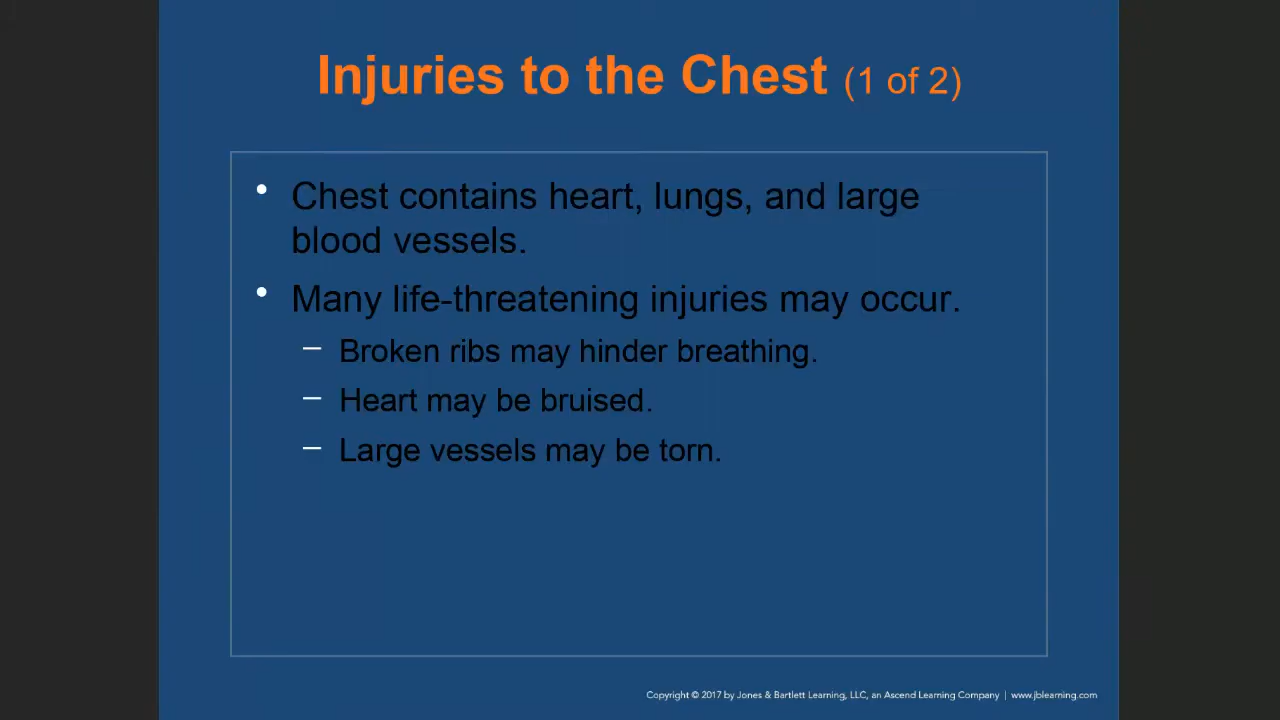 Injuries to the Chest (1 of 2)
• Chest contains heart, lungs, and large
blood vessels.
• Many life-threatening injuries may occur.
– Broken ribs may hinder breathing.
– Heart may be bruised.
– Large vessels may be torn.
Copyright © 2017 by Jones & Bartlett Learning, LLC, an Ascend Learning Company | www.jblearning.com